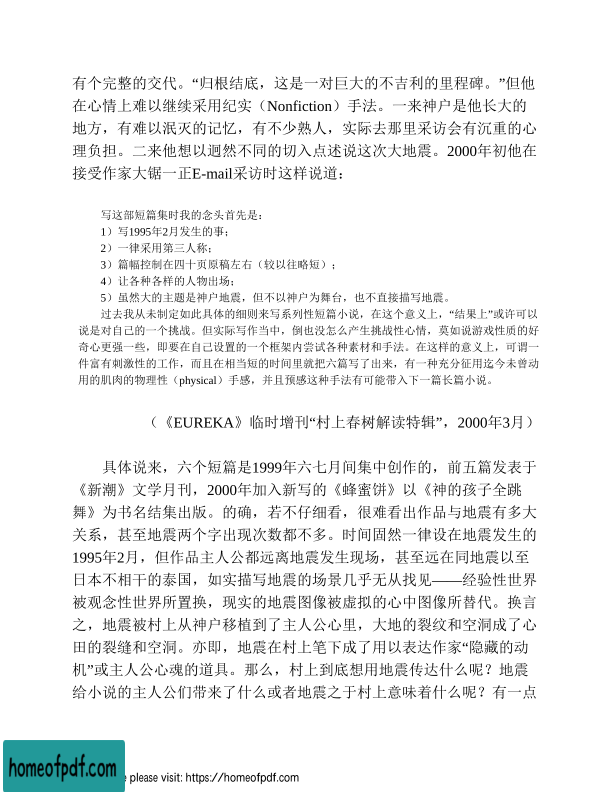 有个完整的交代。“归根结底，这是一对巨大的不吉利的里程碑。”但他
在心情上难以继续采用纪实（Nonfiction）手法。一来神户是他长大的
地方，有难以泯灭的记忆，有不少熟人，实际去那里采访会有沉重的心
理负担。二来他想以迥然不同的切入点述说这次大地震。2000年初他在
接受作家大锯一正E-mail采访时这样说道：
写这部短篇集时我的念头首先是：
1）写1995年2月发生的事；
2）一律采用第三人称；
3）篇幅控制在四十页原稿左右（较以往略短）；
4）让各种各样的人物出场；
5）虽然大的主题是神户地震，但不以神户为舞台，也不直接描写地震。
过去我从未制定如此具体的细则来写系列性短篇小说，在这个意义上，“结果上”或许可以
说是对自己的一个挑战。但实际写作当中，倒也没怎么产生挑战性心情，莫如说游戏性质的好
奇心更强一些，即要在自己设置的一个框架内尝试各种素材和手法。在这样的意义上，可谓一
件富有刺激性的工作，而且在相当短的时间里就把六篇写了出来，有一种充分征用迄今未曾动
用的肌肉的物理性（physical）手感，并且预感这种手法有可能带入下一篇长篇小说。
（《EUREKA》临时增刊“村上春树解读特辑”，2000年3月）
具体说来，六个短篇是1999年六七月间集中创作的，前五篇发表于
《新潮》文学月刊，2000年加入新写的《蜂蜜饼》以《神的孩子全跳
舞》为书名结集出版。的确，若不仔细看，很难看出作品与地震有多大
关系，甚至地震两个字出现次数都不多。时间固然一律设在地震发生的
1995年2月，但作品主人公都远离地震发生现场，甚至远在同地震以至
日本不相干的泰国，如实描写地震的场景几乎无从找见——经验性世界
被观念性世界所置换，现实的地震图像被虚拟的心中图像所替代。换言
之，地震被村上从神户移植到了主人公心里，大地的裂纹和空洞成了心
田的裂缝和空洞。亦即，地震在村上笔下成了用以表达作家“隐藏的动
机”或主人公心魂的道具。那么，村上到底想用地震传达什么呢？地震
给小说的主人公们带来了什么或者地震之于村上意味着什么呢？有一点
homeofpdf.com
please visit: https://homeofpdf.com